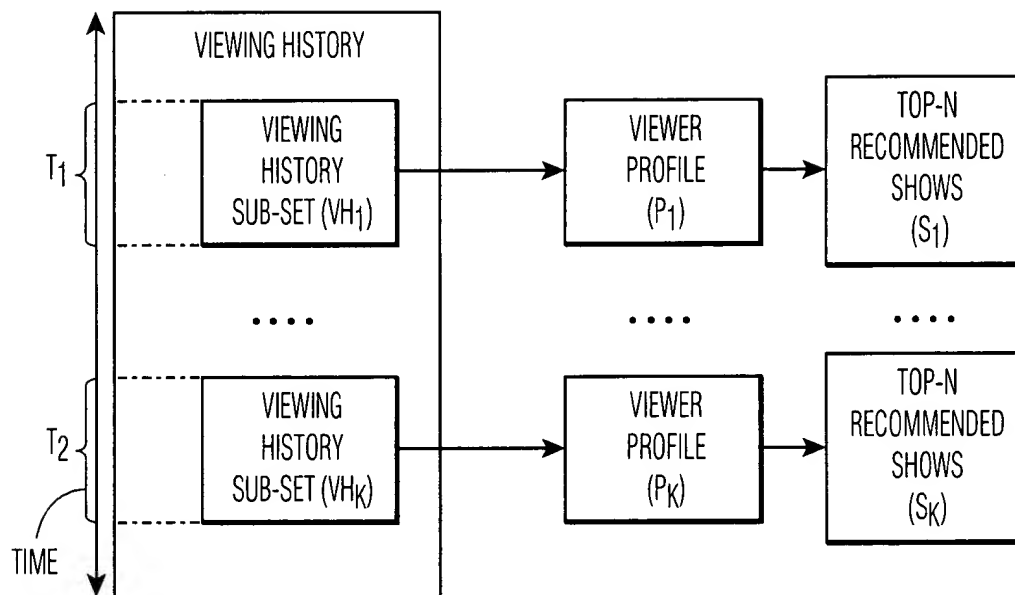 VIEWING HISTORY
T1
VIEWING
HISTORY
SUB-SET (VH1)
VIEWER
PROFILE
(P1)
TOP-N
RECOMMENDED
SHOWS
(S1)
....
....
....
T2
VIEWING
HISTORY
SUB-SET (VHK)
VIEWER
PROFILE
(PK)
TOP-N
RECOMMENDED
SHOWS
(SK)
TIME